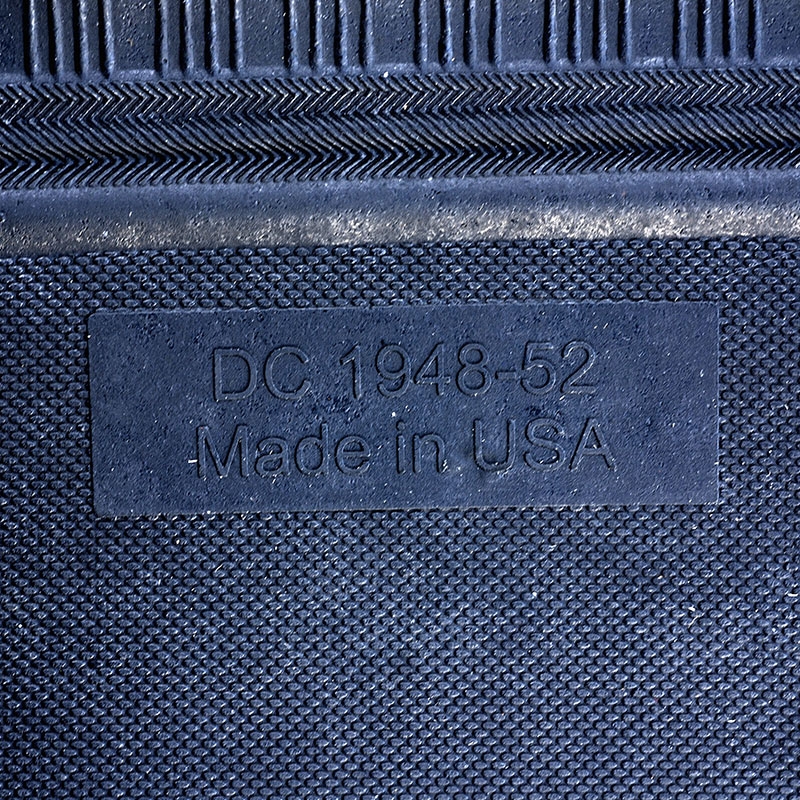 DC 1948-52
Made in USA